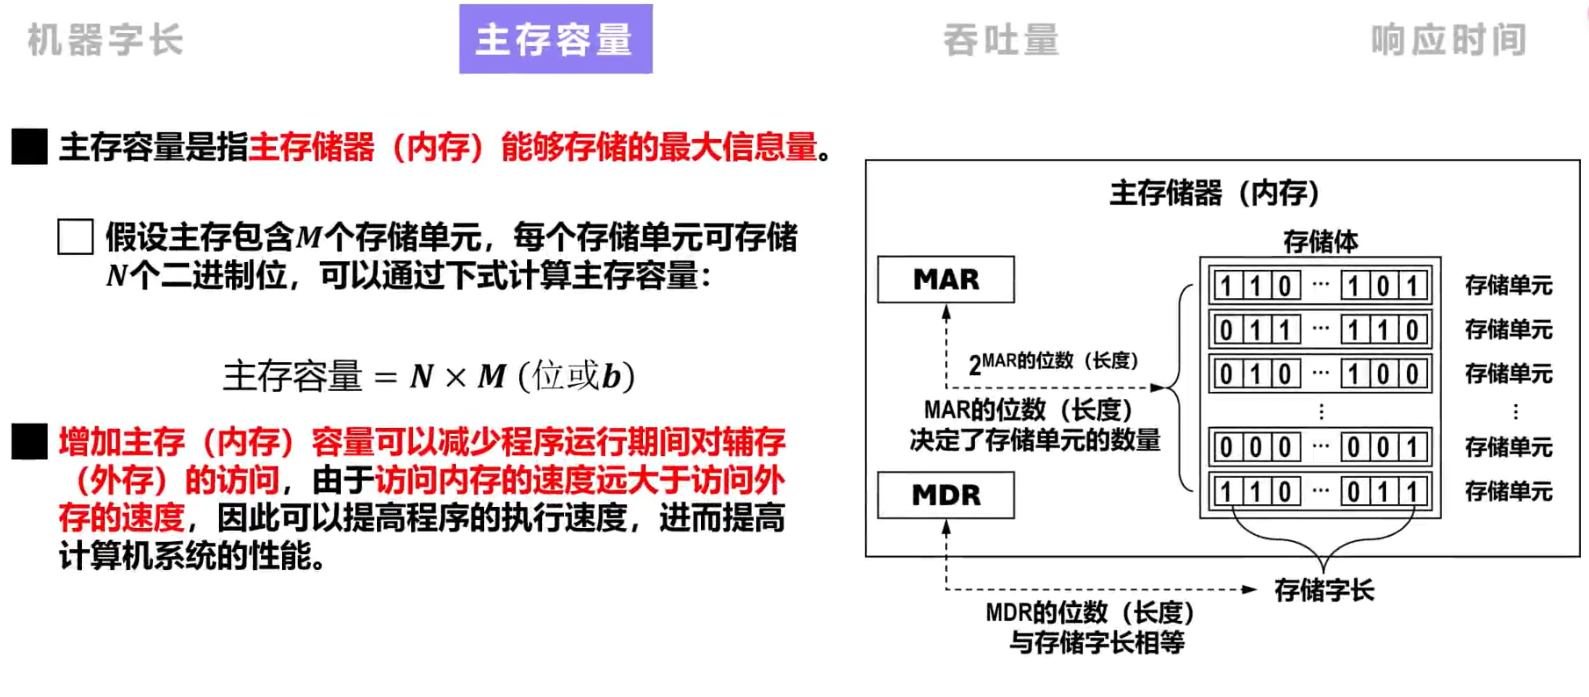 机器字长
主存容量
吞吐量
响应时间
主存容量是指主存储器（内存）能够存储的最大信息量。
假设主存包含M个存储单元，每个存储单元可存储
N个二进制位，可以通过下式计算主存容量：
主存容量 = N × M (位或b)
增加主存（内存）容量可以减少程序运行期间对辅存
（外存）的访问，由于访问内存的速度远大于访问外
存的速度，因此可以提高程序的执行速度，进而提高
计算机系统的性能。
主存储器（内存）
存储体
MAR
1 1 0 ··· 1 0 1 存储单元
0 1 1 ··· 1 1 0 存储单元
0 1 0 ··· 1 0 0 存储单元
⋮ ⋮
0 0 0 ··· 0 0 1 存储单元
1 1 0 ··· 0 1 1 存储单元
2^MAR的位数（长度）
MAR的位数（长度）
决定了存储单元的数量
MDR
存储字长
MDR的位数（长度）
与存储字长相等